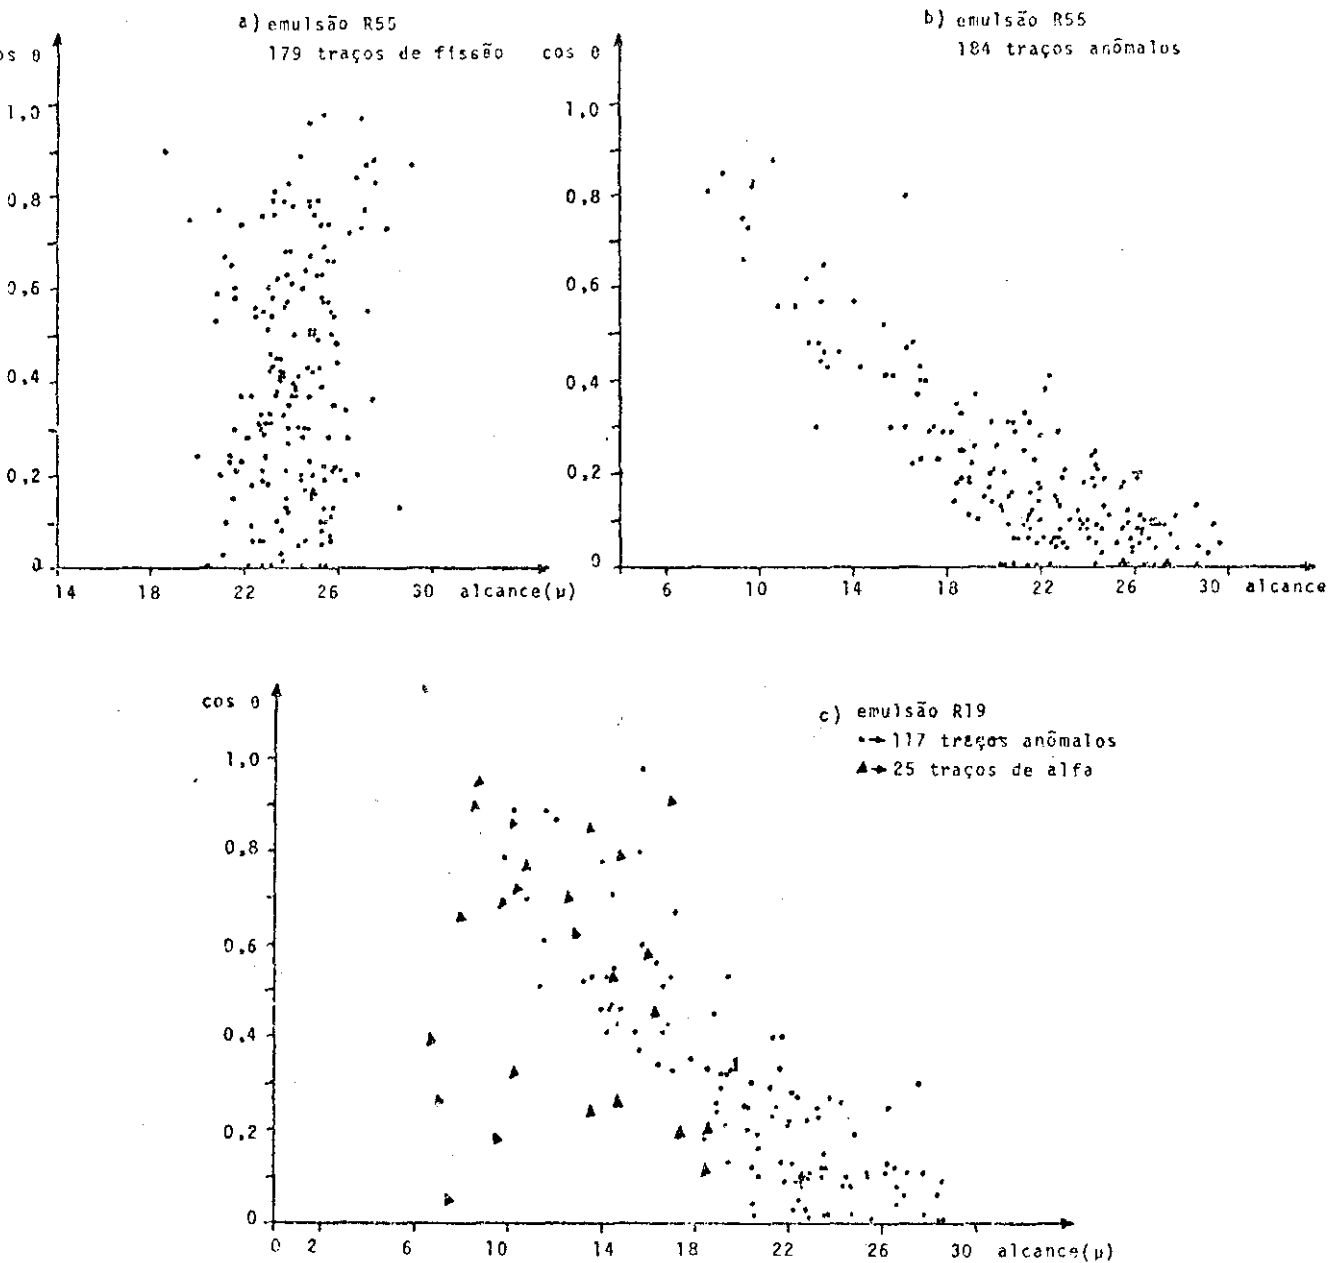 a) emulsão R55
179 traços de fissão
cos θ
1,0
0,8
0,6
0,4
0,2
0
14 18 22 26 30 alcance(μ)
b) emulsão R55
184 traços anômalos
cos θ
1,0
0,8
0,6
0,4
0,2
0
6 10 14 18 22 26 30 alcance
c) emulsão R19
117 traços anômalos
25 traços de alfa
cos θ
1,0
0,8
0,6
0,4
0,2
0
0 2 6 10 14 18 22 26 30 alcance(μ)